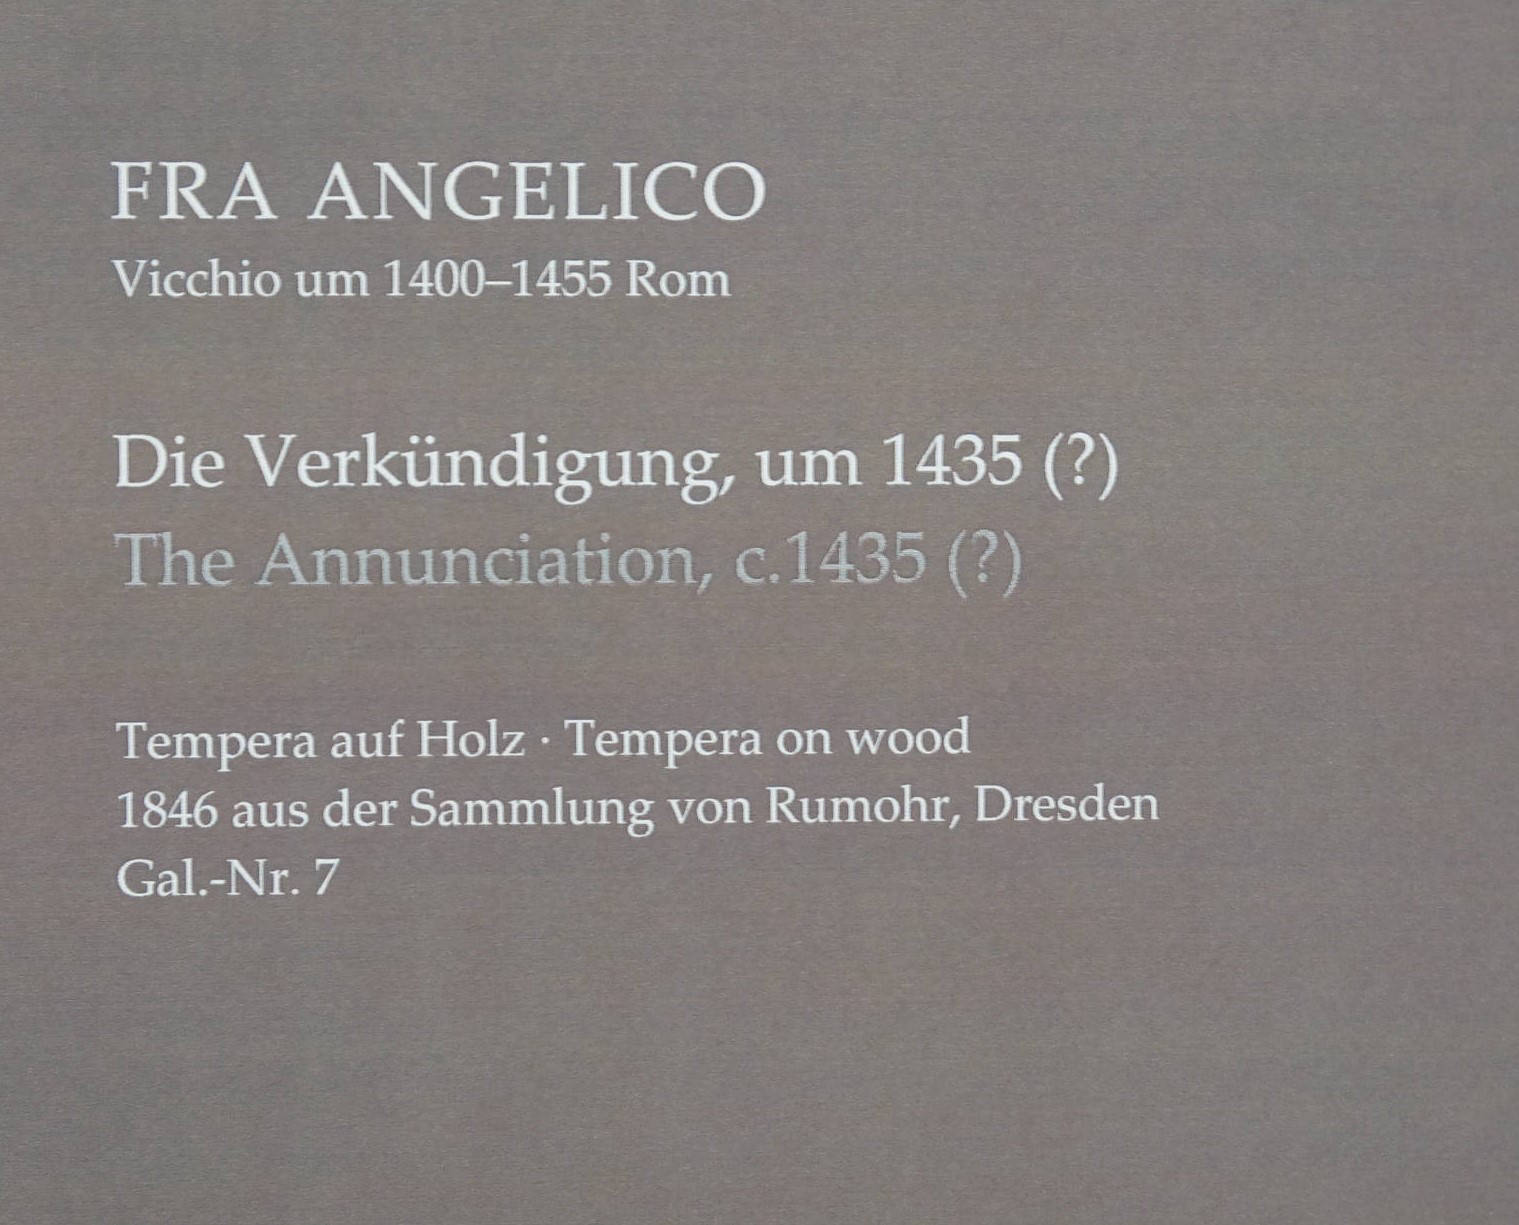 FRA ANGELICO
Vicchio um 1400–1455 Rom
Die Verkündigung, um 1435 (?)
The Annunciation, c.1435 (?)
Tempera auf Holz · Tempera on wood
1846 aus der Sammlung von Rumohr, Dresden
Gal.-Nr. 7